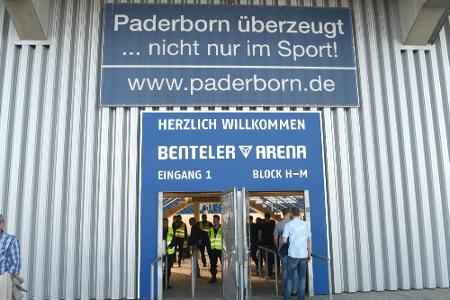 Paderborn überzeugt
... nicht nur im Sport!
www.paderborn.de
HERZLICH WILLKOMMEN
BENTELER ARENA
EINGANG 1 BLOCK H–M